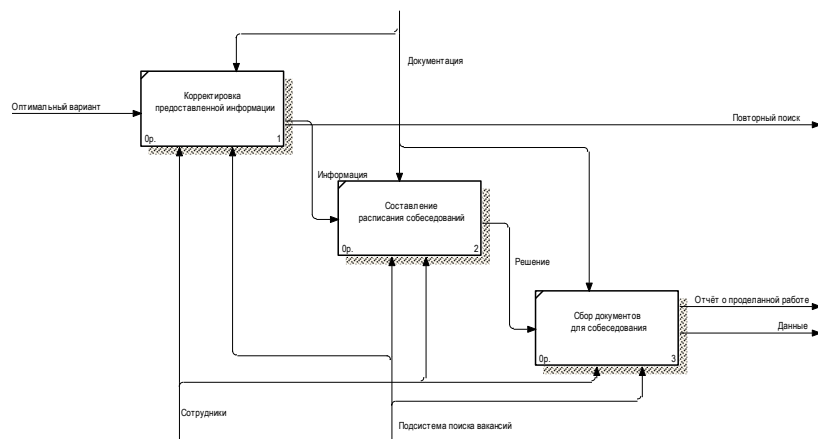 Документация
Корректировка
предоставленной информации
0р.
1
Оптимальный вариант
Повторный поиск
Информация
Составление
расписания собеседований
0р.
2
Решение
Сбор документов
для собеседования
0р.
3
Отчёт о проделанной работе
Данные
Сотрудники
Подсистема поиска вакансий